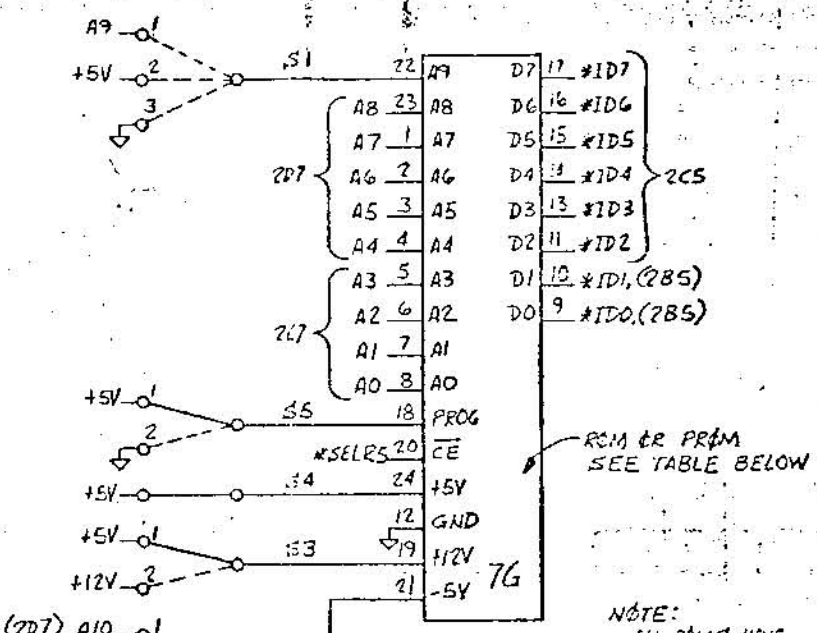 A9 1
+5V 2 S1 22 A9 D7 17 *ID7
3 A8 23 A8 D6 16 *ID6
A7 1 A7 D5 15 *ID5
2D7 A6 2 A6 D4 14 *ID4 2C5
A5 3 A5 D3 13 *ID3
A4 4 A4 D2 11 *ID2
A3 5 A3 D1 10 *ID1,(2B5)
A2 6 A2 D0 9 *ID0,(2B5)
2C7 A1 7 A1
A0 8 A0
+5V 1 S5 18 PROG
2 *SELR5 20 CE
ROM ØR PRØM
SEE TABLE BELOW
+5V S4 24 +5V
12 GND
+5V 1 S3 19 +12V
+12V 2 21 -5V 7G
NØTE:
(2D7) A10 1